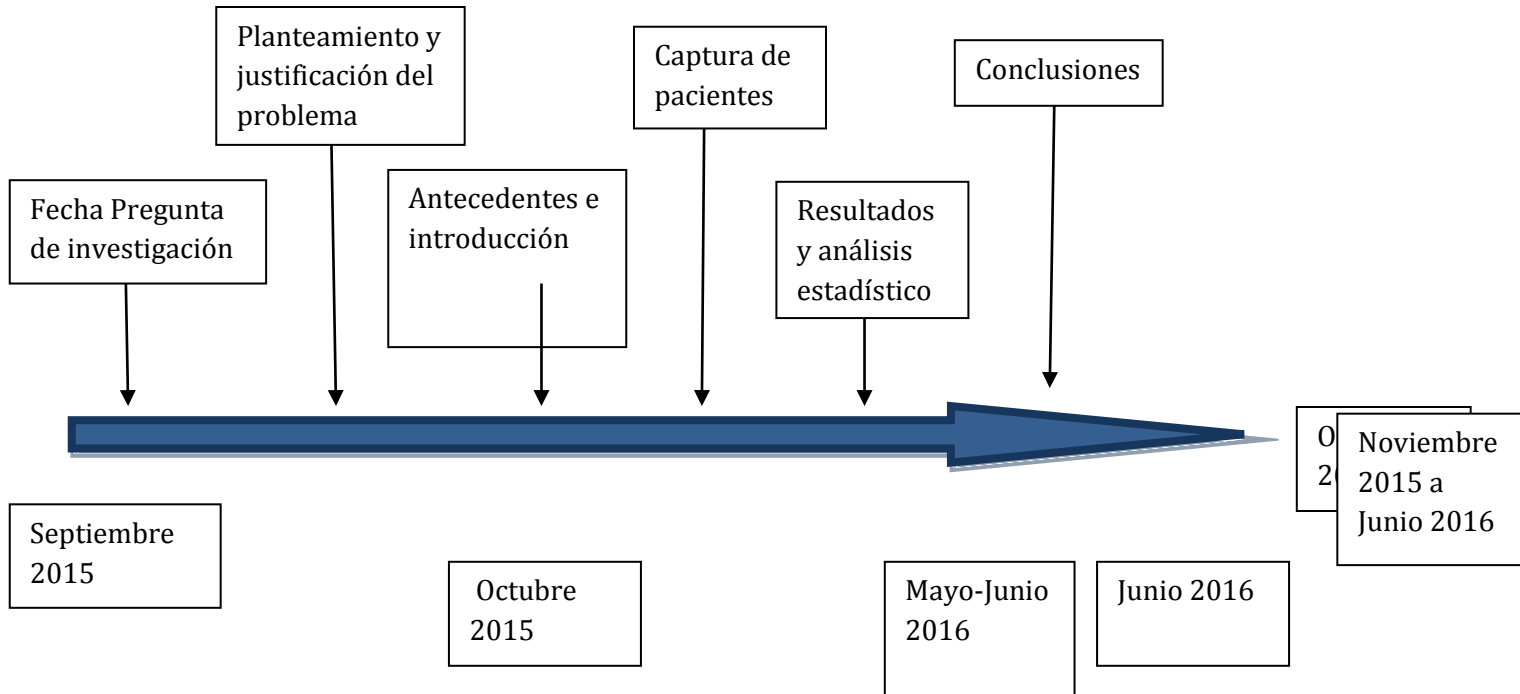 Planteamiento y
justificación del
problema
Captura de
pacientes
Conclusiones
Fecha Pregunta
de investigación
Antecedentes e
introducción
Resultados
y análisis
estadístico
Noviembre
2015 a
Junio 2016
Septiembre
2015
Octubre
2015
Mayo-Junio
2016
Junio 2016